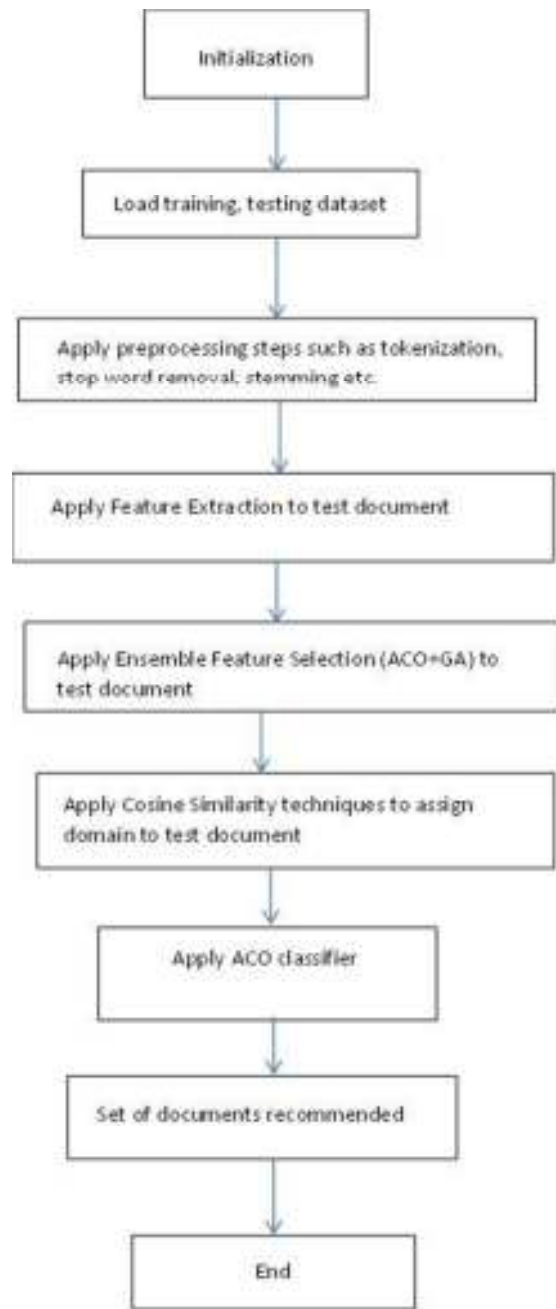 Initialization
Load training, testing dataset
Apply preprocessing steps such as tokenization,
stop word removal, stemming etc.
Apply Feature Extraction to test document
Apply Ensemble Feature Selection (ACO+GA) to
test document
Apply Cosine Similarity techniques to assign
domain to test document
Apply ACO classifier
Set of documents recommended
End